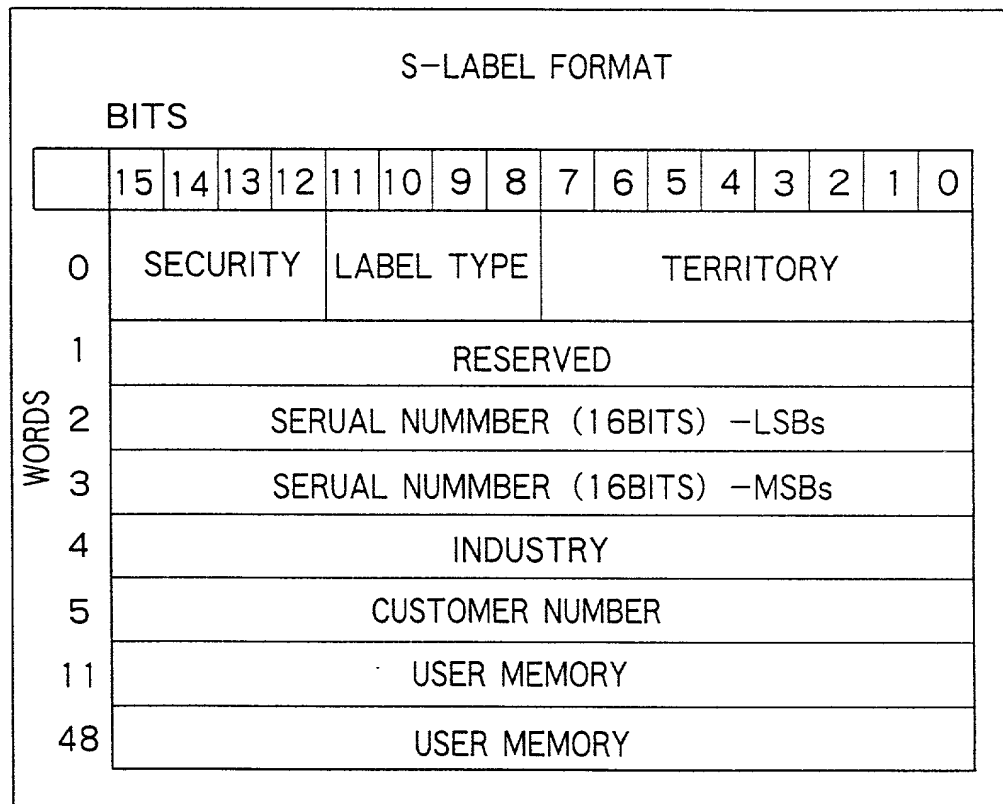 S-LABEL FORMAT
BITS
15 14 13 12 11 10 9 8 7 6 5 4 3 2 1 0
WORDS
0 SECURITY LABEL TYPE TERRITORY
1 RESERVED
2 SERUAL NUMMBER (16BITS) -LSBs
3 SERUAL NUMMBER (16BITS) -MSBs
4 INDUSTRY
5 CUSTOMER NUMBER
11 USER MEMORY
48 USER MEMORY